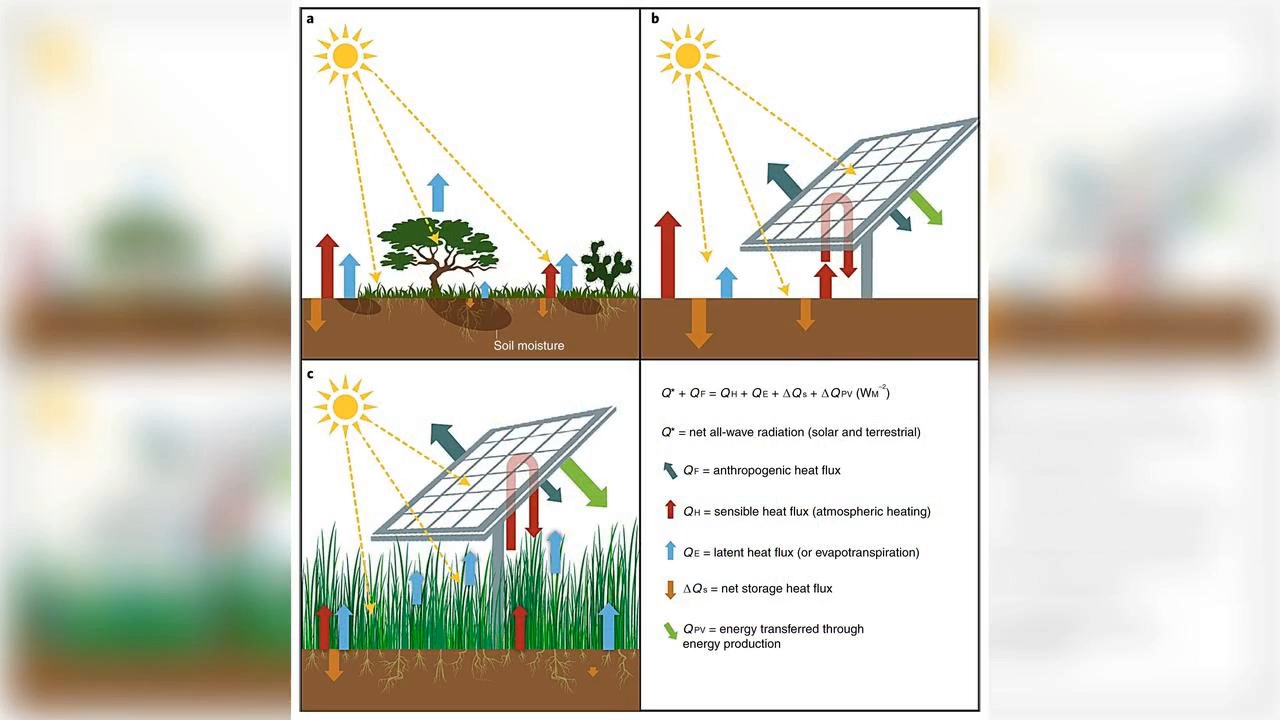 a
b
Soil moisture
c
Q* + QF = QH + QE + ΔQs + ΔQPV (WM⁻²)
Q* = net all-wave radiation (solar and terrestrial)
QF = anthropogenic heat flux
QH = sensible heat flux (atmospheric heating)
QE = latent heat flux (or evapotranspiration)
ΔQs = net storage heat flux
QPV = energy transferred through
energy production